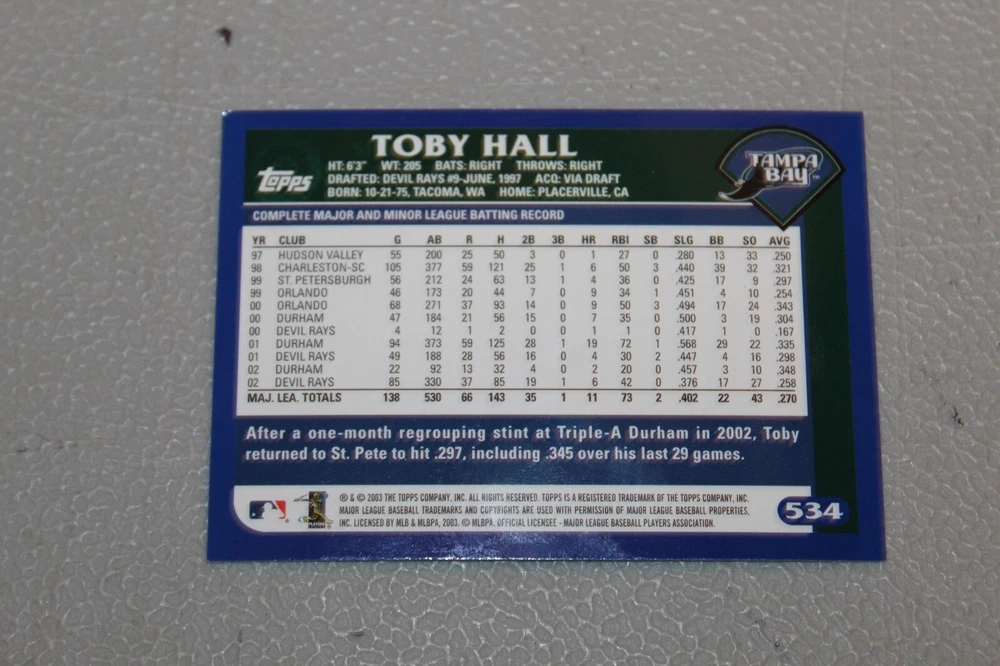 TOBY HALL
HT: 6'3" WT: 205 BATS: RIGHT THROWS: RIGHT
DRAFTED: DEVIL RAYS #9-JUNE, 1997 ACQ: VIA DRAFT
BORN: 10-21-75, TACOMA, WA HOME: PLACERVILLE, CA
Topps
TAMPA BAY
COMPLETE MAJOR AND MINOR LEAGUE BATTING RECORD
YR CLUB G AB R H 2B 3B HR RBI SB SLG BB SO AVG
97 HUDSON VALLEY 55 200 25 50 3 0 1 27 0 .280 13 33 .250
98 CHARLESTON-SC 105 377 59 121 25 1 6 50 3 .440 39 32 .321
99 ST. PETERSBURGH 56 212 24 63 13 1 4 36 0 .425 17 9 .297
99 ORLANDO 46 173 20 44 7 0 9 34 1 .451 4 10 .254
00 ORLANDO 68 271 37 93 14 0 9 50 3 .494 17 24 .343
00 DURHAM 47 184 21 56 15 0 7 35 0 .500 3 19 .304
00 DEVIL RAYS 4 12 1 2 0 0 1 1 0 .417 1 0 .167
01 DURHAM 94 373 59 125 28 1 19 72 1 .568 29 22 .335
01 DEVIL RAYS 49 188 28 56 16 0 4 30 2 .447 4 16 .298
02 DURHAM 22 92 13 32 4 0 2 20 0 .457 3 10 .348
02 DEVIL RAYS 85 330 37 85 19 1 6 42 0 .376 17 27 .258
MAJ. LEA. TOTALS 138 530 66 143 35 1 11 73 2 .402 22 43 .270
After a one-month regrouping stint at Triple-A Durham in 2002, Toby
returned to St. Pete to hit .297, including .345 over his last 29 games.
® & © 2003 THE TOPPS COMPANY, INC. ALL RIGHTS RESERVED. TOPPS IS A REGISTERED TRADEMARK OF THE TOPPS COMPANY, INC.
MAJOR LEAGUE BASEBALL TRADEMARKS AND COPYRIGHTS ARE USED WITH PERMISSION OF MAJOR LEAGUE BASEBALL PROPERTIES,
INC. LICENSED BY MLB & MLBPA, 2003. © MLBPA. OFFICIAL LICENSEE - MAJOR LEAGUE BASEBALL PLAYERS ASSOCIATION.
534